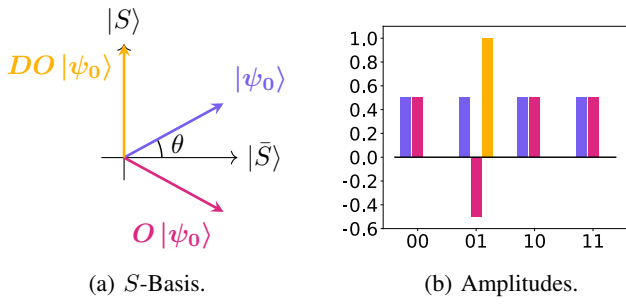 |S⟩
DO |ψ₀⟩
|ψ₀⟩
θ
|S̄⟩
O |ψ₀⟩
(a) S-Basis.
1.0
0.8
0.6
0.4
0.2
0.0
-0.2
-0.4
-0.6
00 01 10 11
(b) Amplitudes.